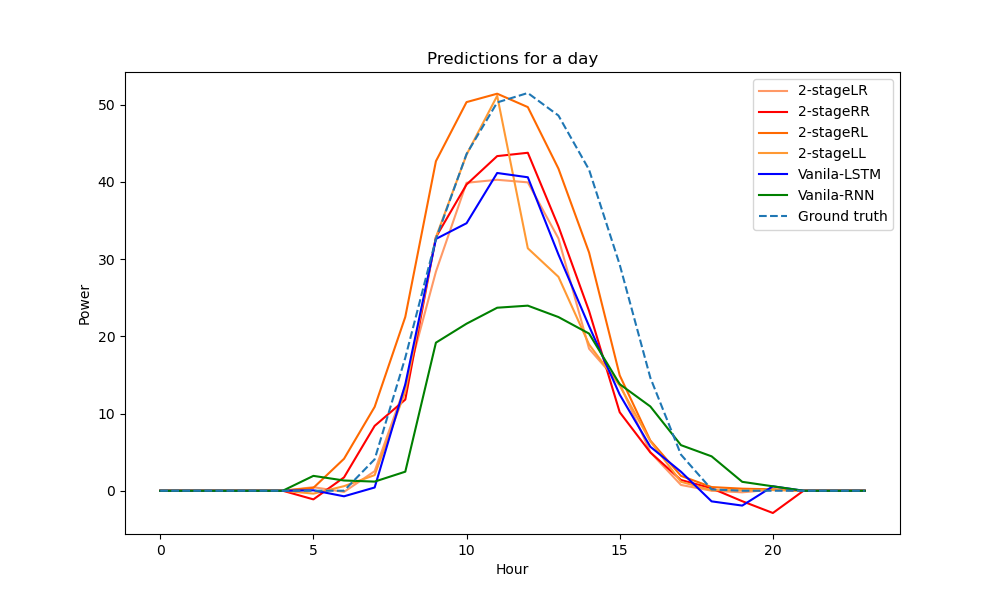 Predictions for a day
2-stageLR
2-stageRR
2-stageRL
2-stageLL
Vanila-LSTM
Vanila-RNN
Ground truth
Power
50
40
30
20
10
0
0
5
10
15
20
Hour